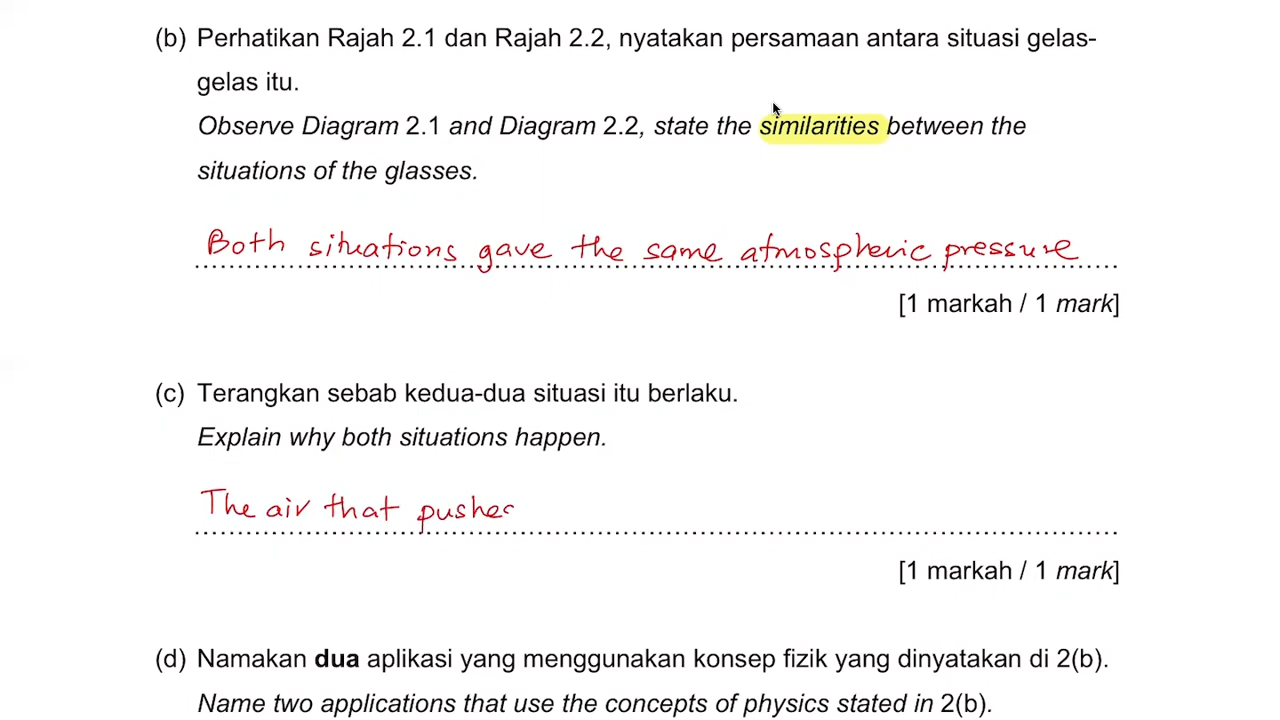 (b) Perhatikan Rajah 2.1 dan Rajah 2.2, nyatakan persamaan antara situasi gelas-
gelas itu.
Observe Diagram 2.1 and Diagram 2.2, state the similarities between the
situations of the glasses.
Both situations gave the same atmospheric pressure
[1 markah / 1 mark]
(c) Terangkan sebab kedua-dua situasi itu berlaku.
Explain why both situations happen.
The air that pushes
[1 markah / 1 mark]
(d) Namakan dua aplikasi yang menggunakan konsep fizik yang dinyatakan di 2(b).
Name two applications that use the concepts of physics stated in 2(b).